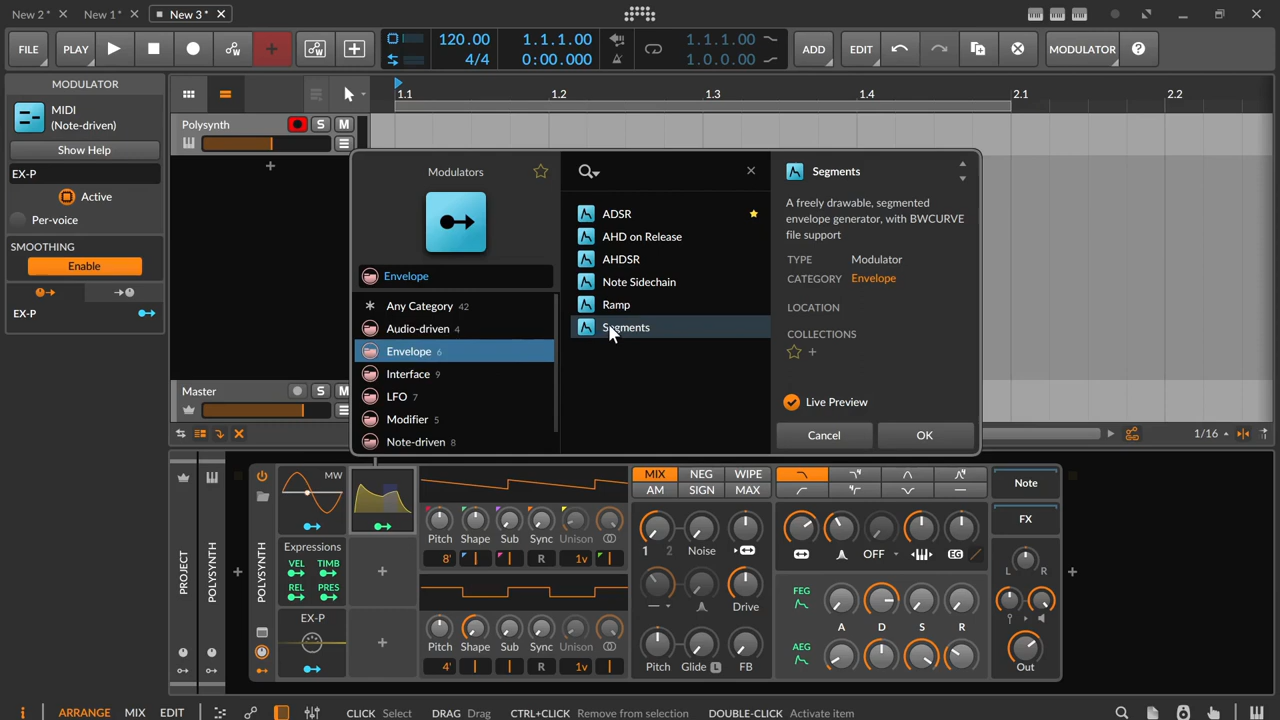 New 2*
New 1*
New 3*
FILE
PLAY
120.00
4/4
1.1.1.00
0:00.000
1.1.1.00
1.0.0.00
ADD
EDIT
MODULATOR
?
MODULATOR
MIDI
(Note-driven)
Show Help
EX-P
Active
Per-voice
SMOOTHING
Enable
EX-P
1.1
1.2
1.3
1.4
2.1
2.2
Polysynth
S
M
+
Master
S
M
1/16
Modulators
Envelope
Any Category 42
Audio-driven 4
Envelope 6
Interface 9
LFO 7
Modifier 5
Note-driven 8
ADSR
AHD on Release
AHDSR
Note Sidechain
Ramp
Segments
Segments
A freely drawable, segmented
envelope generator, with BWCURVE
file support
TYPE Modulator
CATEGORY Envelope
LOCATION
COLLECTIONS
Live Preview
Cancel
OK
PROJECT
POLYSYNTH
POLYSYNTH
MW
Expressions
VEL TIMB
REL PRES
EX-P
Pitch Shape Sub Sync Unison
8' R 1v
Pitch Shape Sub Sync Unison
4' R 1v
MIX NEG WIPE
AM SIGN MAX
1 2 Noise
Drive
Pitch Glide L FB
OFF EG
FEG
A D S R
AEG
Note
FX
L R
Out
i ARRANGE MIX EDIT
CLICK Select DRAG Drag CTRL+CLICK Remove from selection DOUBLE-CLICK Activate item